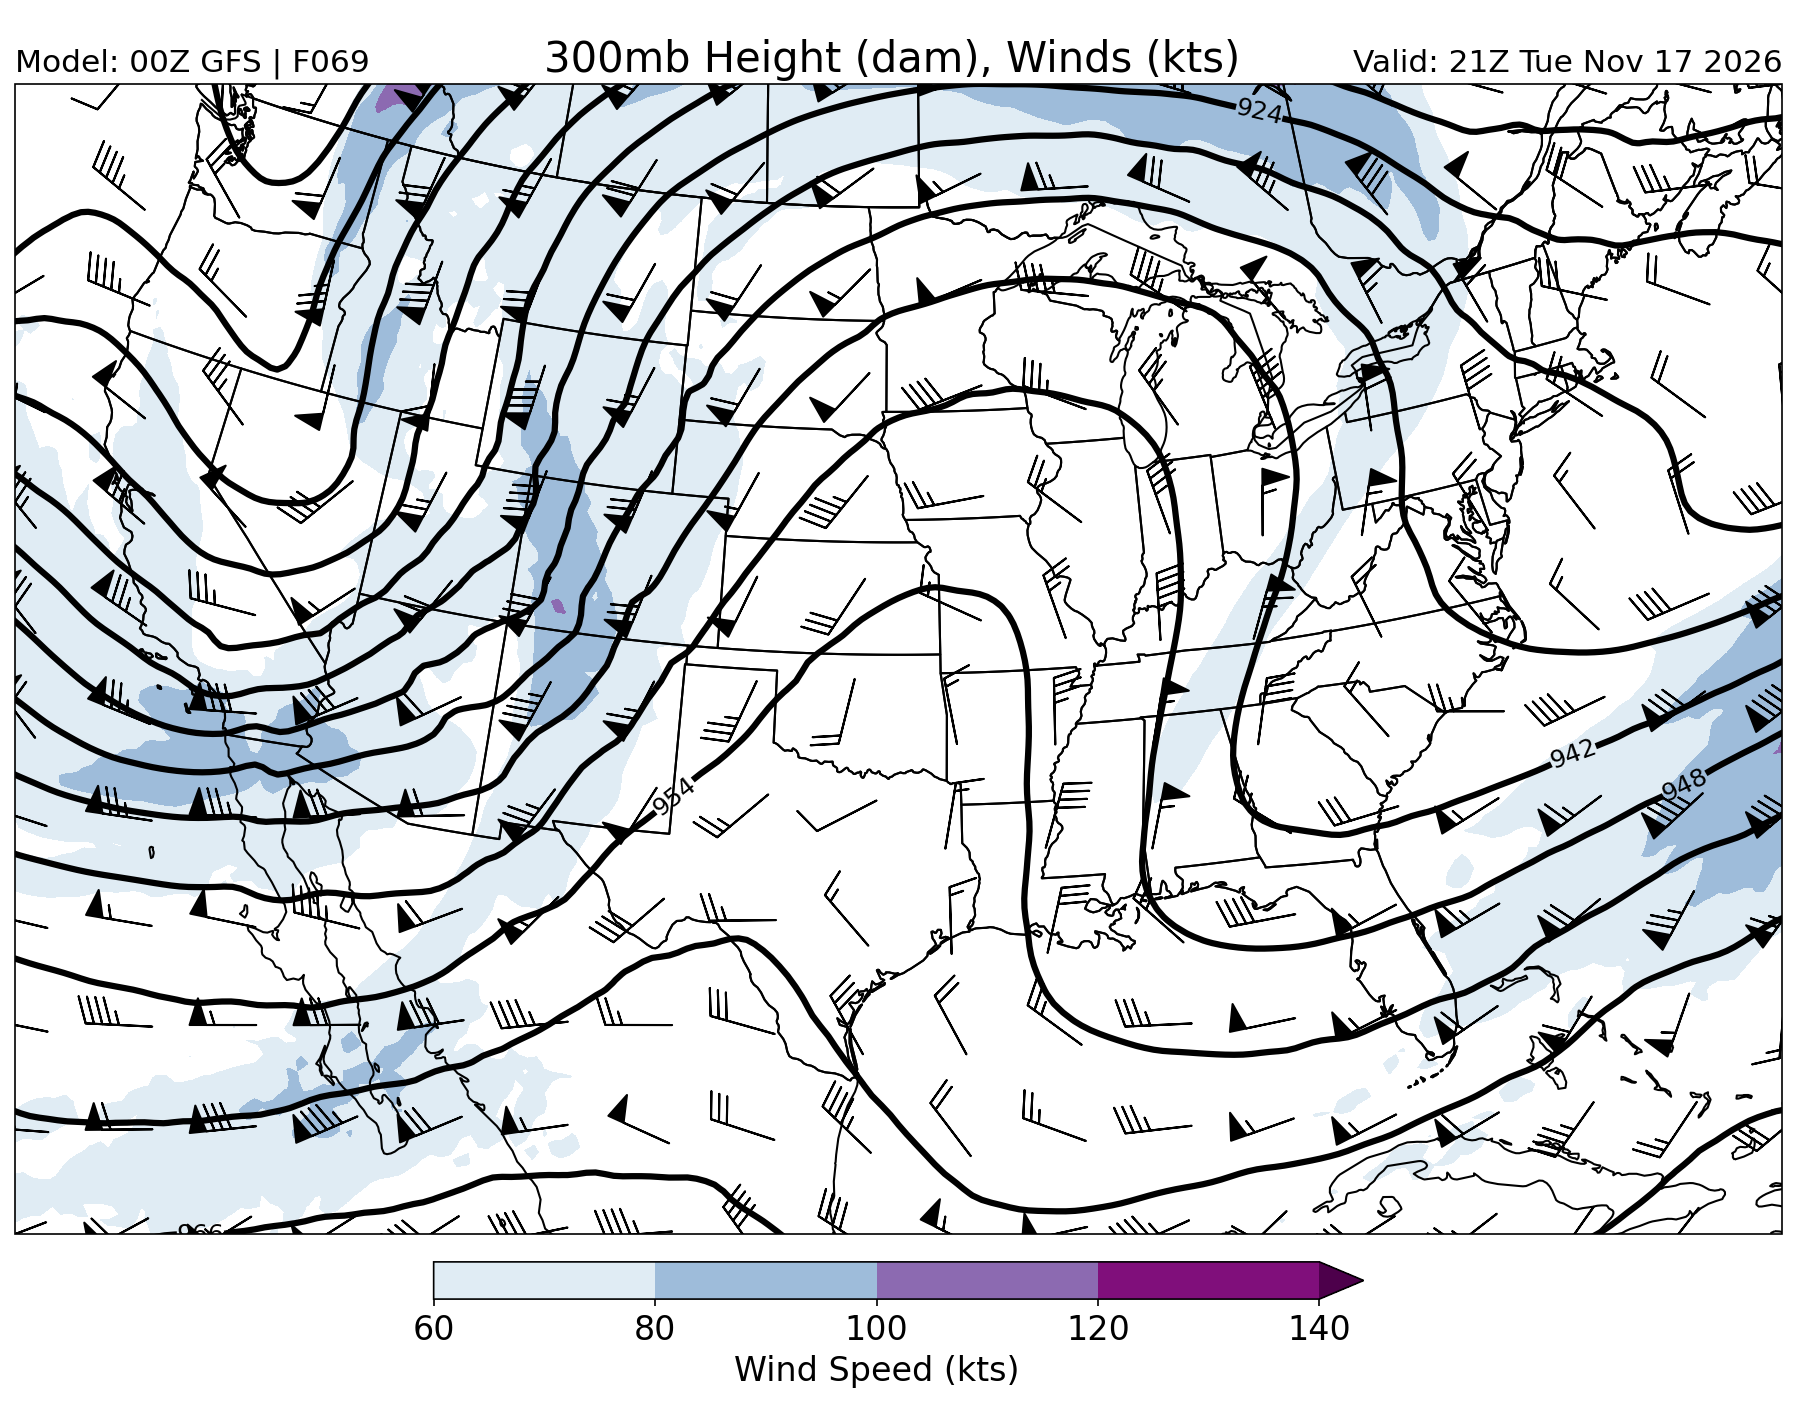 Model: 00Z GFS | F069
300mb Height (dam), Winds (kts)
Valid: 21Z Tue Nov 17 2026
924
942
948
954
966
60 80 100 120 140
Wind Speed (kts)